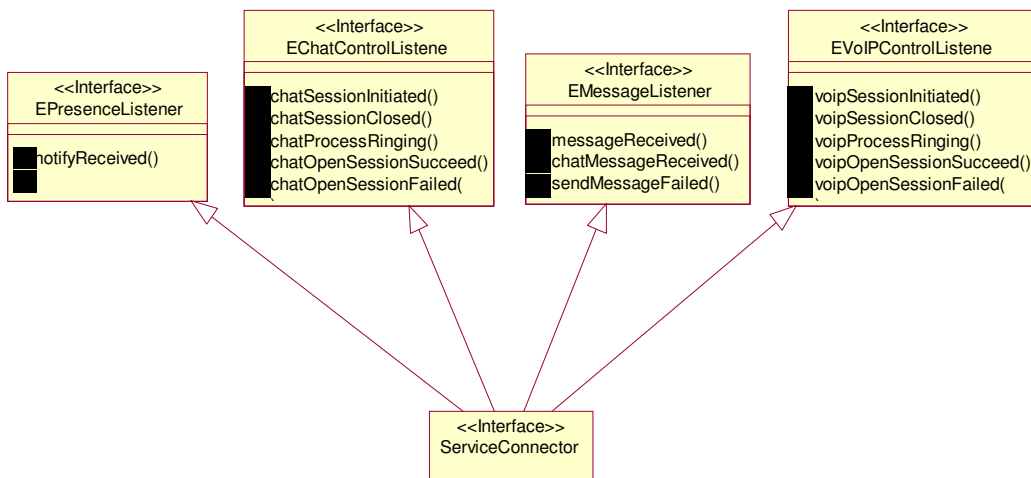 <<Interface>>
EPresenceListener
notifyReceived()
<<Interface>>
EChatControlListene
chatSessionInitiated()
chatSessionClosed()
chatProcessRinging()
chatOpenSessionSucceed()
chatOpenSessionFailed(
<<Interface>>
EMessageListener
messageReceived()
chatMessageReceived()
sendMessageFailed()
<<Interface>>
EVoIPControlListene
voipSessionInitiated()
voipSessionClosed()
voipProcessRinging()
voipOpenSessionSucceed()
voipOpenSessionFailed(
<<Interface>>
ServiceConnector